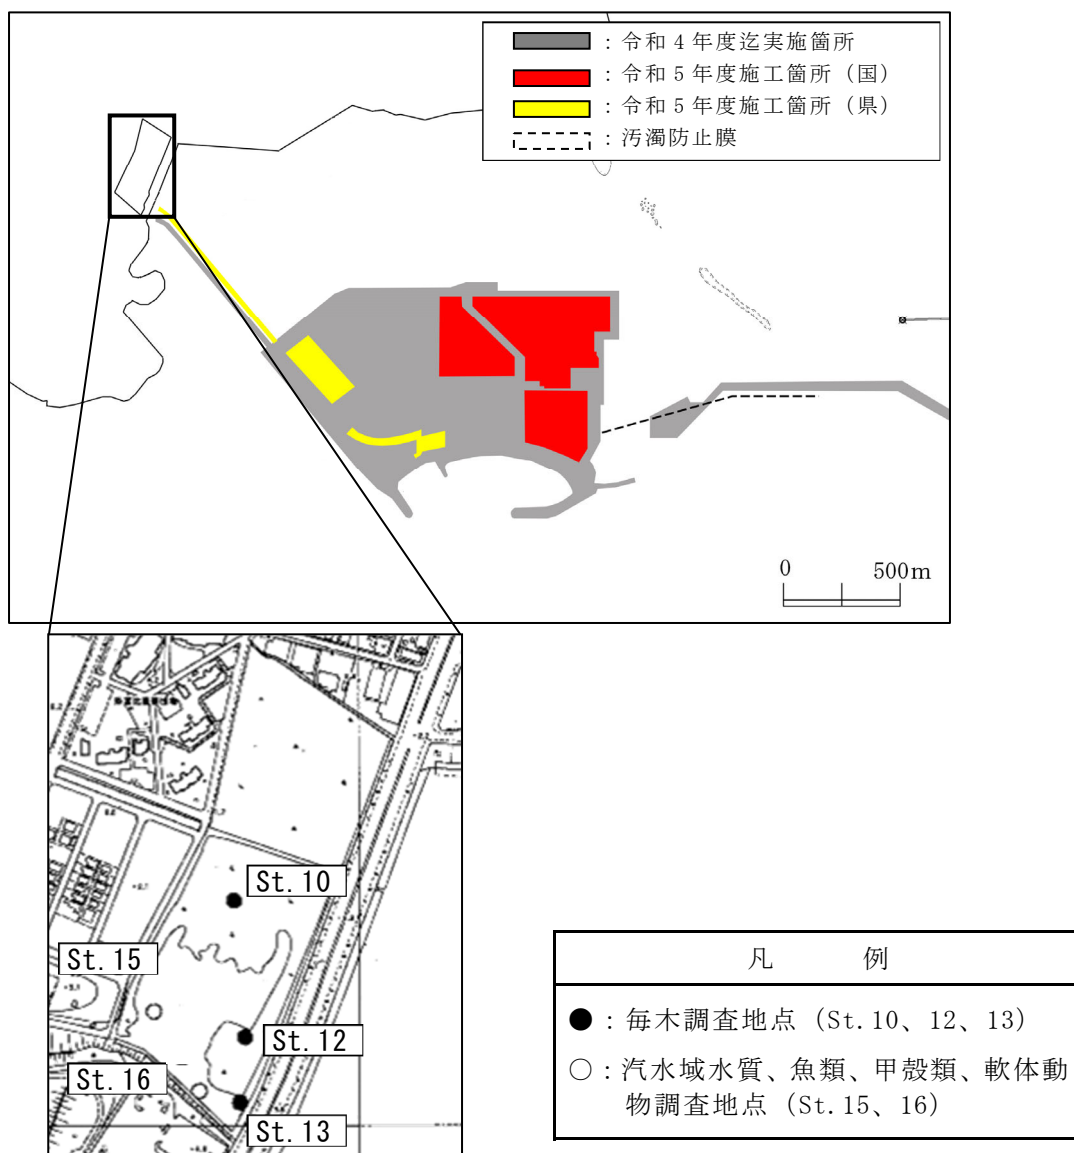 ：令和４年度迄実施箇所
：令和５年度施工箇所（国）
：令和５年度施工箇所（県）
：汚濁防止膜
0 500m
St.10
St.15
St.12
St.16
St.13
凡 例
●：毎木調査地点（St.10、12、13）
○：汽水域水質、魚類、甲殻類、軟体動
物調査地点（St.15、16）